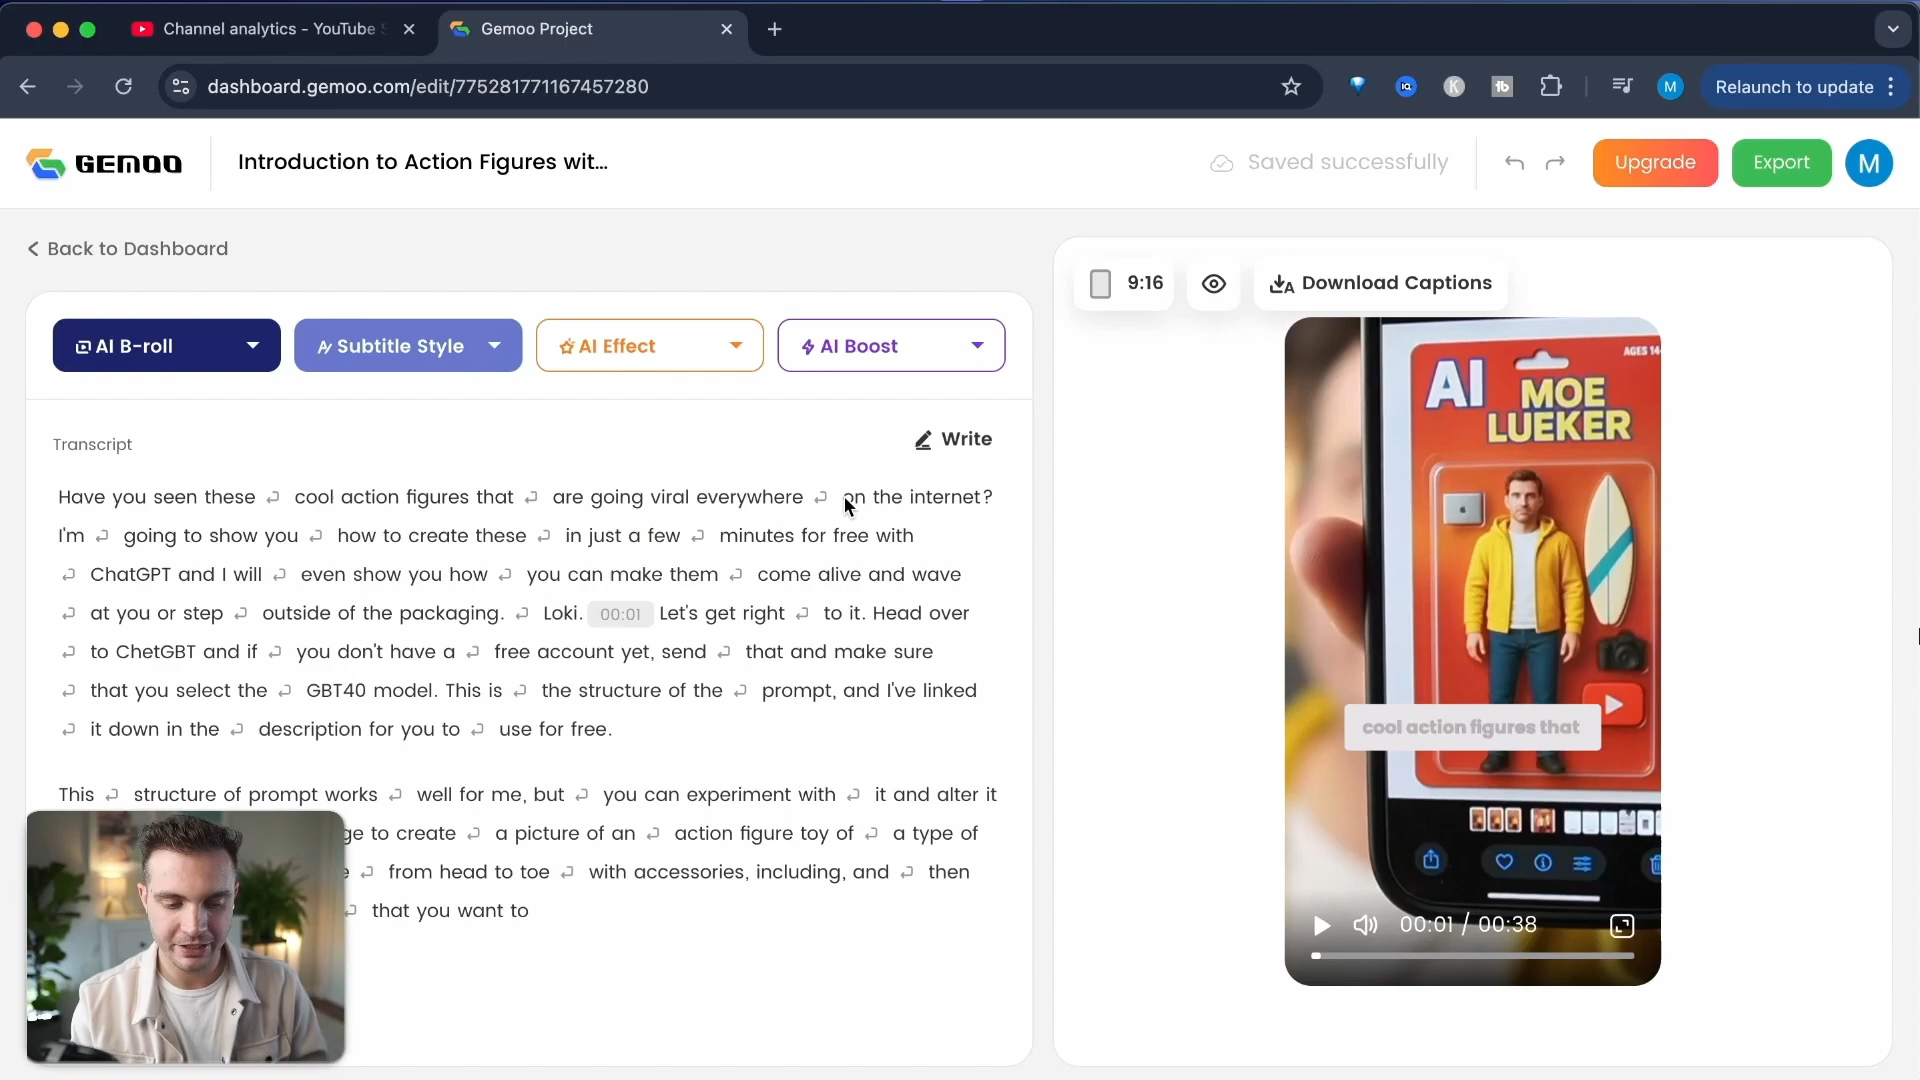 Channel analytics - YouTube S
Gemoo Project
dashboard.gemoo.com/edit/775281771167457280
Relaunch to update
GEMOO
Introduction to Action Figures wit...
Saved successfully
Upgrade
Export
M
Back to Dashboard
9:16
Download Captions
AI B-roll
Subtitle Style
AI Effect
AI Boost
Transcript
Write
Have you seen these cool action figures that are going viral everywhere on the internet?
I'm going to show you how to create these in just a few minutes for free with
ChatGPT and I will even show you how you can make them come alive and wave
at you or step outside of the packaging. Loki. 00:01 Let's get right to it. Head over
to ChetGBT and if you don't have a free account yet, send that and make sure
that you select the GBT40 model. This is the structure of the prompt, and I've linked
it down in the description for you to use for free.
This structure of prompt works well for me, but you can experiment with it and alter it
ge to create a picture of an action figure toy of a type of
e from head to toe with accessories, including, and then
that you want to
AGES 14
AI
MOE
LUEKER
cool action figures that
00:01 / 00:38